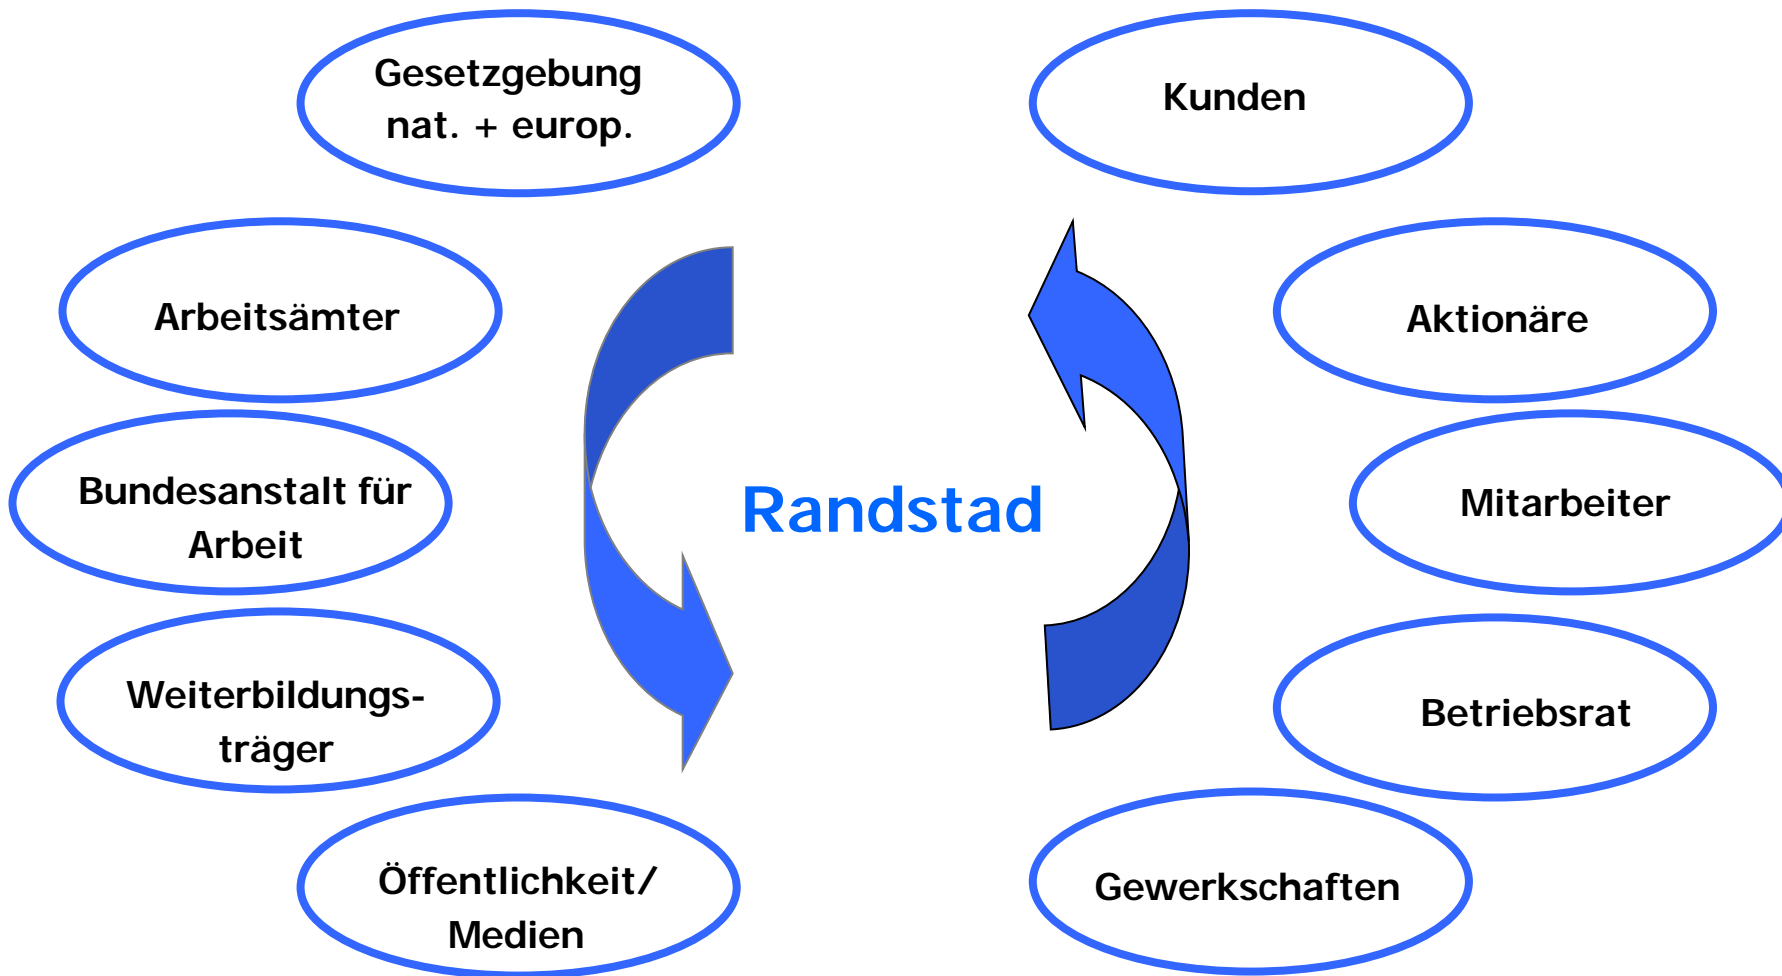 Gesetzgebung
nat. + europ.
Kunden
Arbeitsämter
Aktionäre
Bundesanstalt für
Arbeit
Randstad
Mitarbeiter
Weiterbildungs-
träger
Betriebsrat
Öffentlichkeit/
Medien
Gewerkschaften